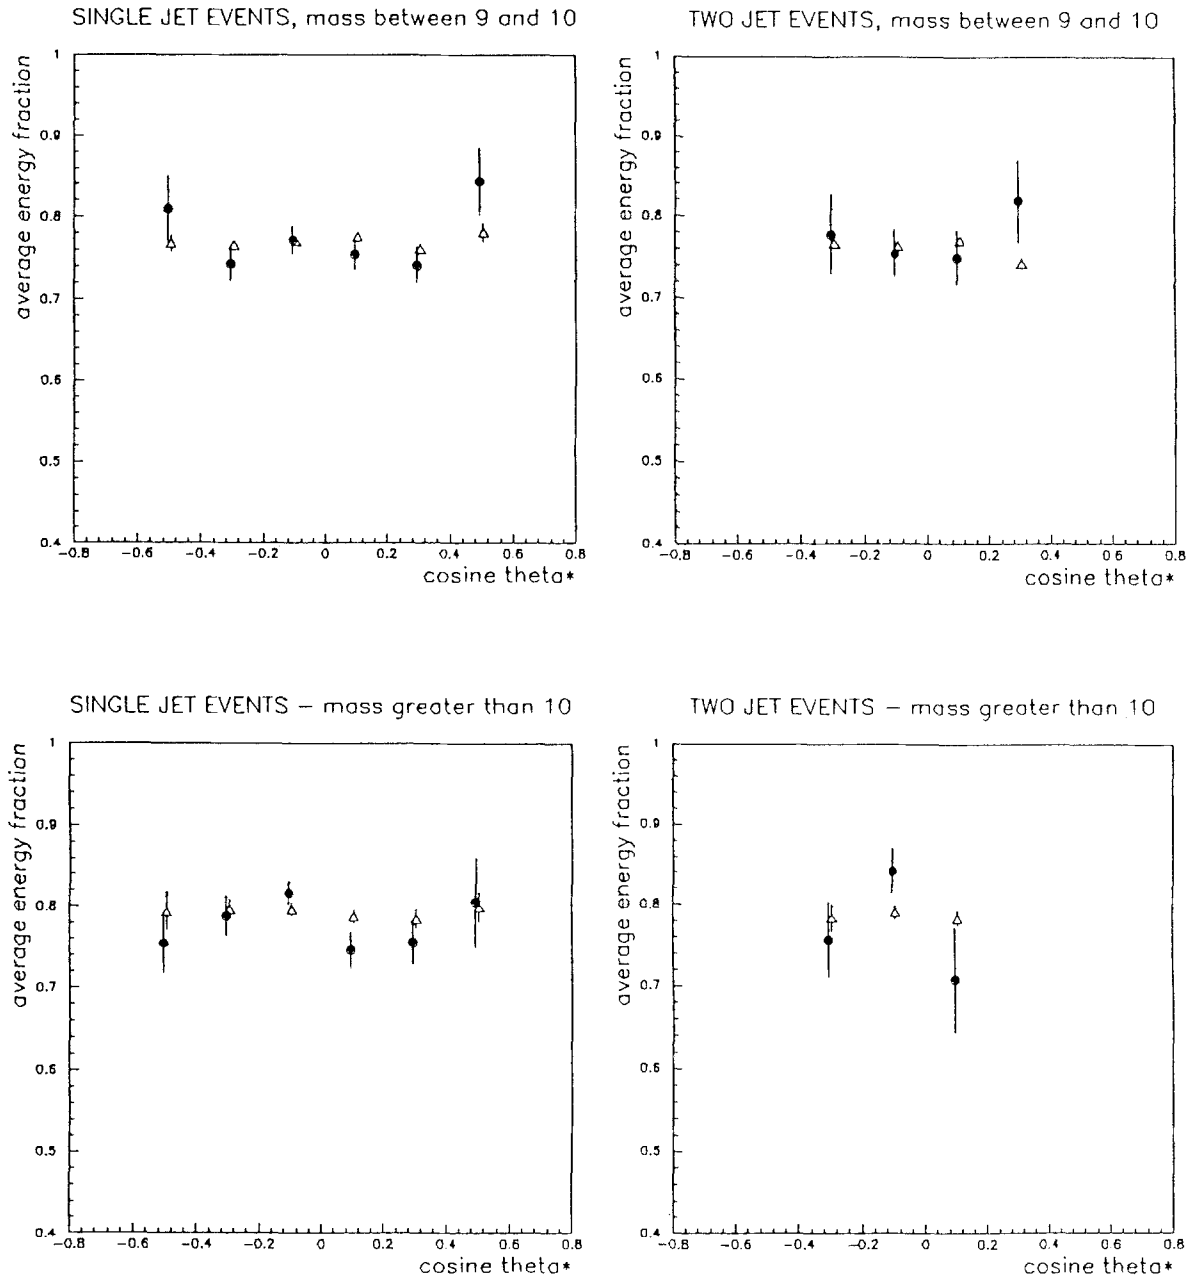 SINGLE JET EVENTS, mass between 9 and 10
average energy fraction
1
0.9
0.8
0.7
0.6
0.5
0.4
-0.8 -0.6 -0.4 -0.2 0 0.2 0.4 0.6 0.8
cosine theta*
TWO JET EVENTS, mass between 9 and 10
average energy fraction
1
0.9
0.8
0.7
0.6
0.5
0.4
-0.8 -0.6 -0.4 -0.2 0 0.2 0.4 0.6 0.8
cosine theta*
SINGLE JET EVENTS - mass greater than 10
average energy fraction
1
0.9
0.8
0.7
0.6
0.5
0.4
-0.8 -0.6 -0.4 -0.2 0 0.2 0.4 0.6 0.8
cosine theta*
TWO JET EVENTS - mass greater than 10
average energy fraction
1
0.9
0.8
0.7
0.6
0.5
0.4
-0.8 -0.6 -0.4 -0.2 0 0.2 0.4 0.6 0.8
cosine theta*